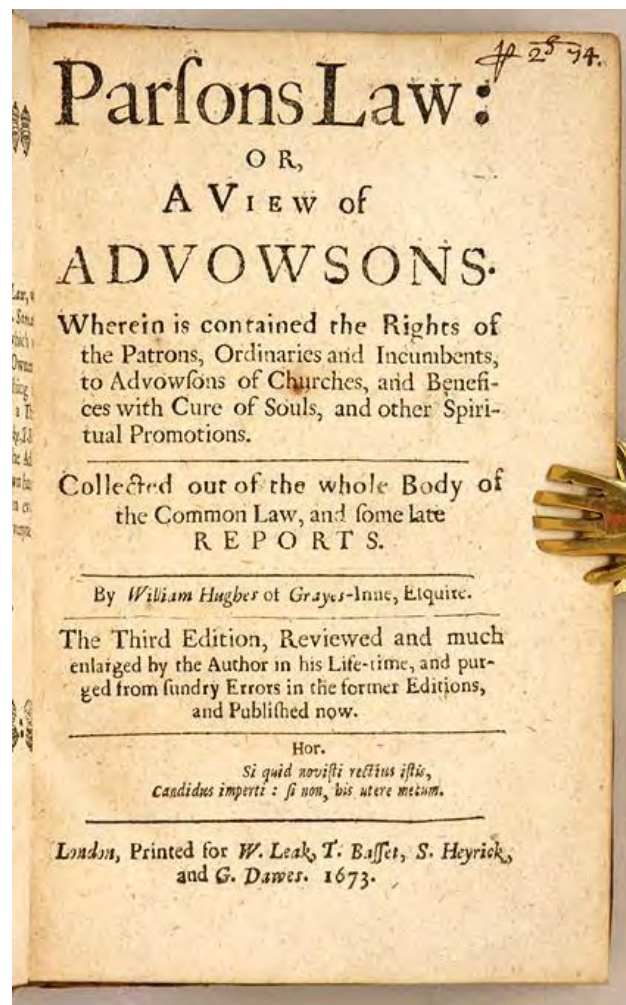 Parſons Law:
OR,
A VIEW of
ADVOWSONS.
Wherein is contained the Rights of
the Patrons, Ordinaries and Incumbents,
to Advowſons of Churches, and Benefi-
ces with Cure of Souls, and other Spiri-
tual Promotions.
Collected out of the whole Body of
the Common Law, and ſome late
REPORTS.
By William Hughes of Grayes-Inne, Eſquire.
The Third Edition, Reviewed and much
enlarged by the Author in his Life-time, and pur-
ged from ſundry Errors in the former Editions,
and Publiſhed now.
Hor.
Si quid noviſti rectius iſtis,
Candidus imperti : ſi non, his utere mecum.
London, Printed for W. Leak, T. Baſſet, S. Heyrick,
and G. Dawes. 1673.